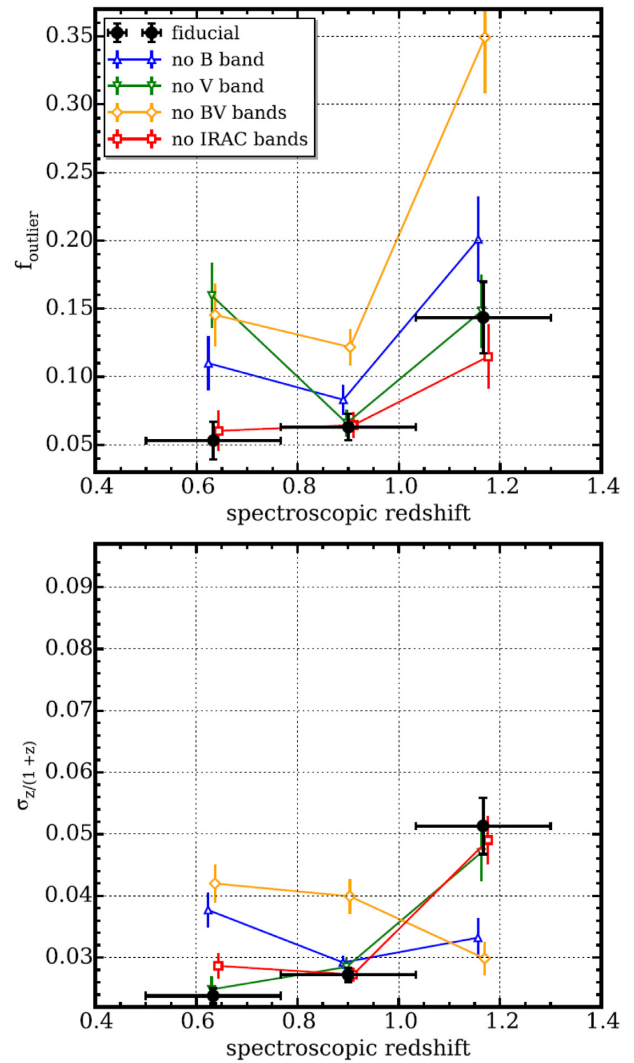 0.35
0.30
0.25
0.20
0.15
0.10
0.05
f_outlier
fiducial
no B band
no V band
no BV bands
no IRAC bands
0.4 0.6 0.8 1.0 1.2 1.4
spectroscopic redshift
0.09
0.08
0.07
0.06
0.05
0.04
0.03
σ_z/(1+z)
0.4 0.6 0.8 1.0 1.2 1.4
spectroscopic redshift